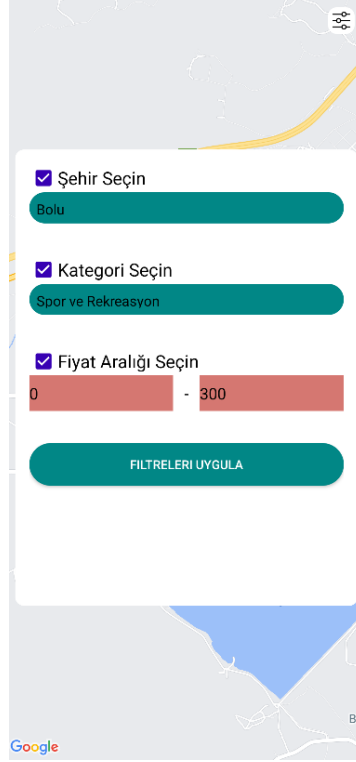 Şehir Seçin
Bolu
Kategori Seçin
Spor ve Rekreasyon
Fiyat Aralığı Seçin
0 - 300
FILTRELERI UYGULA
B
Google